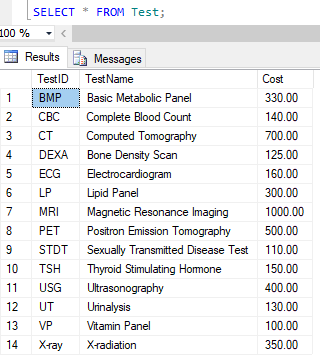 SELECT * FROM Test;
100 %
Results Messages
TestID TestName Cost
1 BMP Basic Metabolic Panel 330.00
2 CBC Complete Blood Count 140.00
3 CT Computed Tomography 700.00
4 DEXA Bone Density Scan 125.00
5 ECG Electrocardiogram 160.00
6 LP Lipid Panel 300.00
7 MRI Magnetic Resonance Imaging 1000.00
8 PET Positron Emission Tomography 500.00
9 STDT Sexually Transmitted Disease Test 110.00
10 TSH Thyroid Stimulating Hormone 150.00
11 USG Ultrasonography 400.00
12 UT Urinalysis 130.00
13 VP Vitamin Panel 100.00
14 X-ray X-radiation 350.00